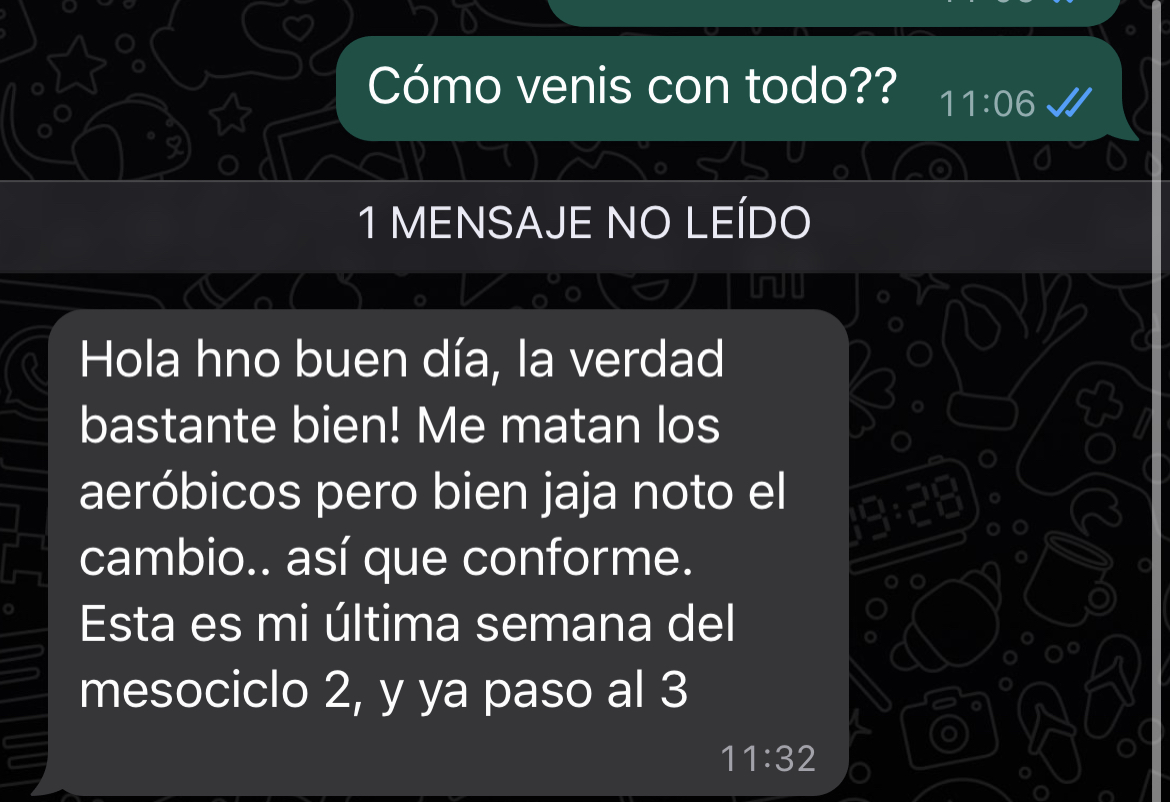 Cómo venis con todo??
11:06
1 MENSAJE NO LEÍDO
Hola hno buen día, la verdad
bastante bien! Me matan los
aeróbicos pero bien jaja noto el
cambio.. así que conforme.
Esta es mi última semana del
mesociclo 2, y ya paso al 3
11:32